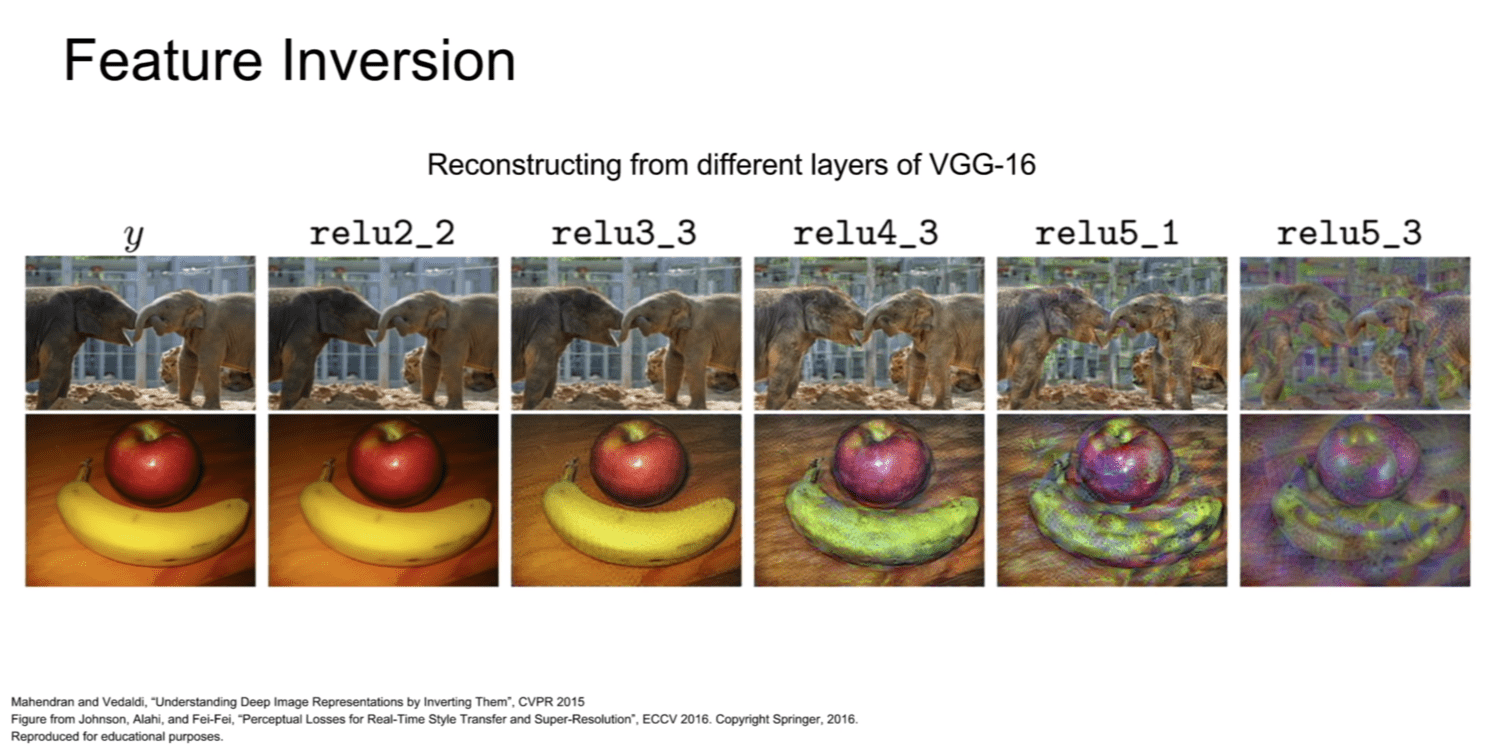 Feature Inversion
Reconstructing from different layers of VGG-16
y relu2_2 relu3_3 relu4_3 relu5_1 relu5_3
Mahendran and Vedaldi, “Understanding Deep Image Representations by Inverting Them”, CVPR 2015
Figure from Johnson, Alahi, and Fei-Fei, “Perceptual Losses for Real-Time Style Transfer and Super-Resolution”, ECCV 2016. Copyright Springer, 2016.
Reproduced for educational purposes.